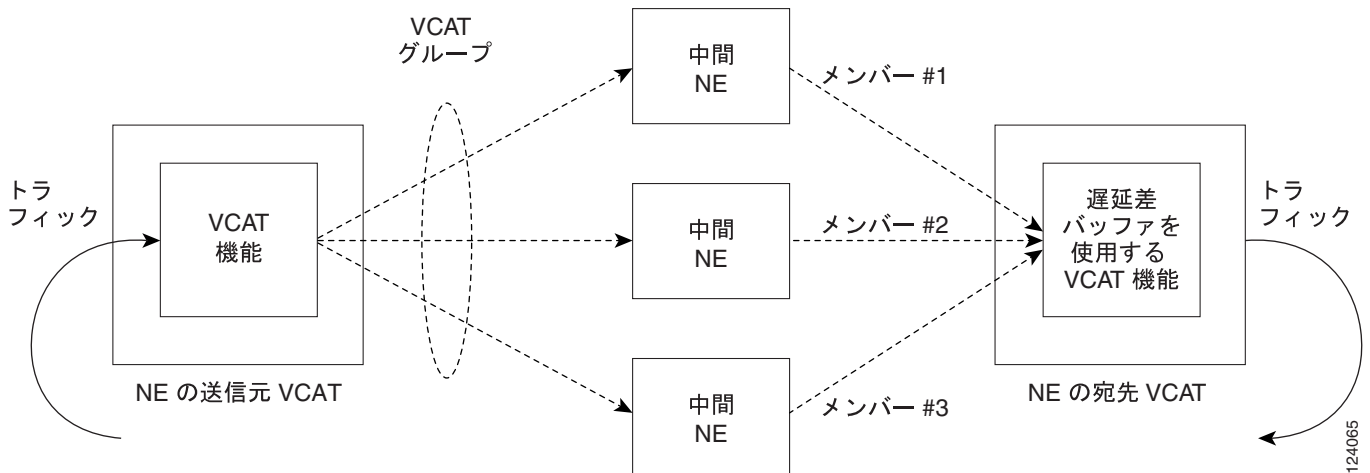 VCAT
グループ
中間
NE
メンバー #1
トラ
フィック
VCAT
機能
中間
NE
メンバー #2
遅延差
バッファを
使用する
VCAT 機能
トラ
フィック
NE の送信元 VCAT
中間
NE
メンバー #3
NE の宛先 VCAT
124065